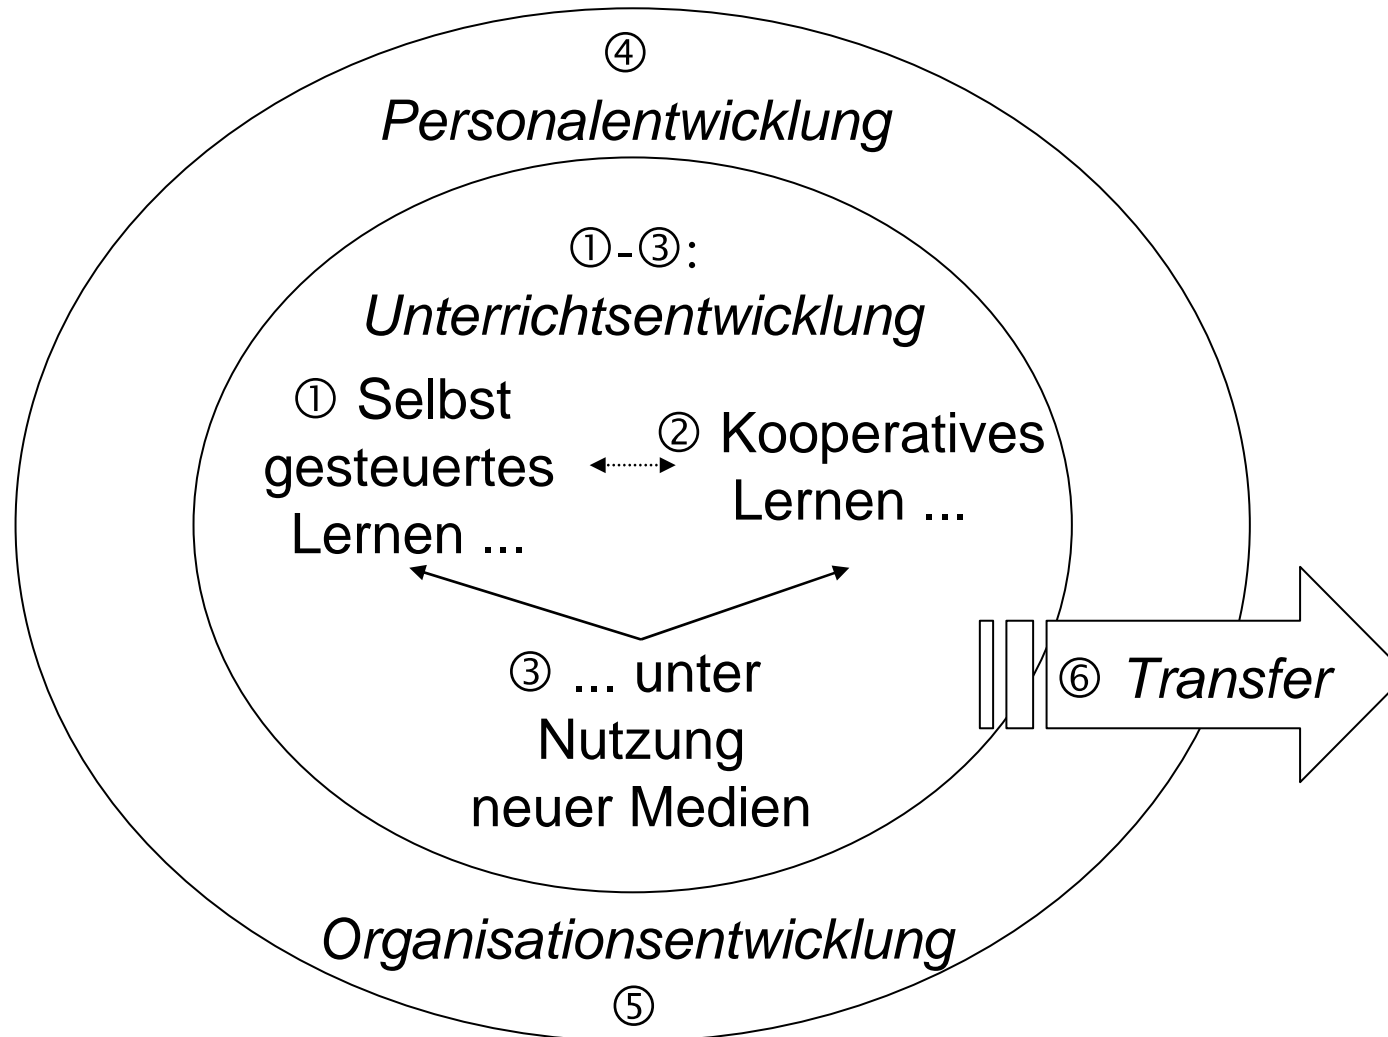 ④
Personalentwicklung
①-③:
Unterrichtsentwicklung
① Selbst
gesteuertes
Lernen ...
② Kooperatives
Lernen ...
③ ... unter
Nutzung
neuer Medien
⑥ Transfer
Organisationsentwicklung
⑤